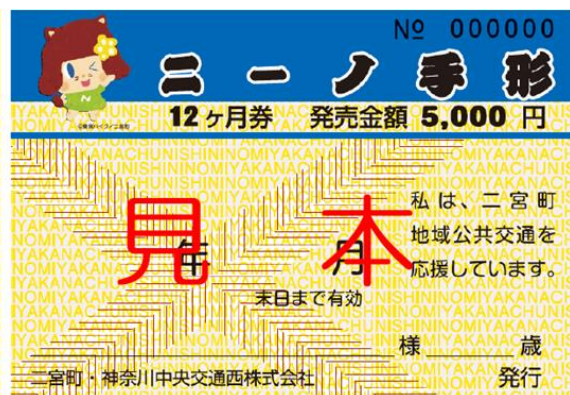 № 000000
ニーノ手形
N
12ヶ月券 発売金額 5,000 円
見本
年 月
私は、二宮町
地域公共交通を
応援しています。
末日まで有効
様 歳
二宮町・神奈川中央交通西株式会社 発行